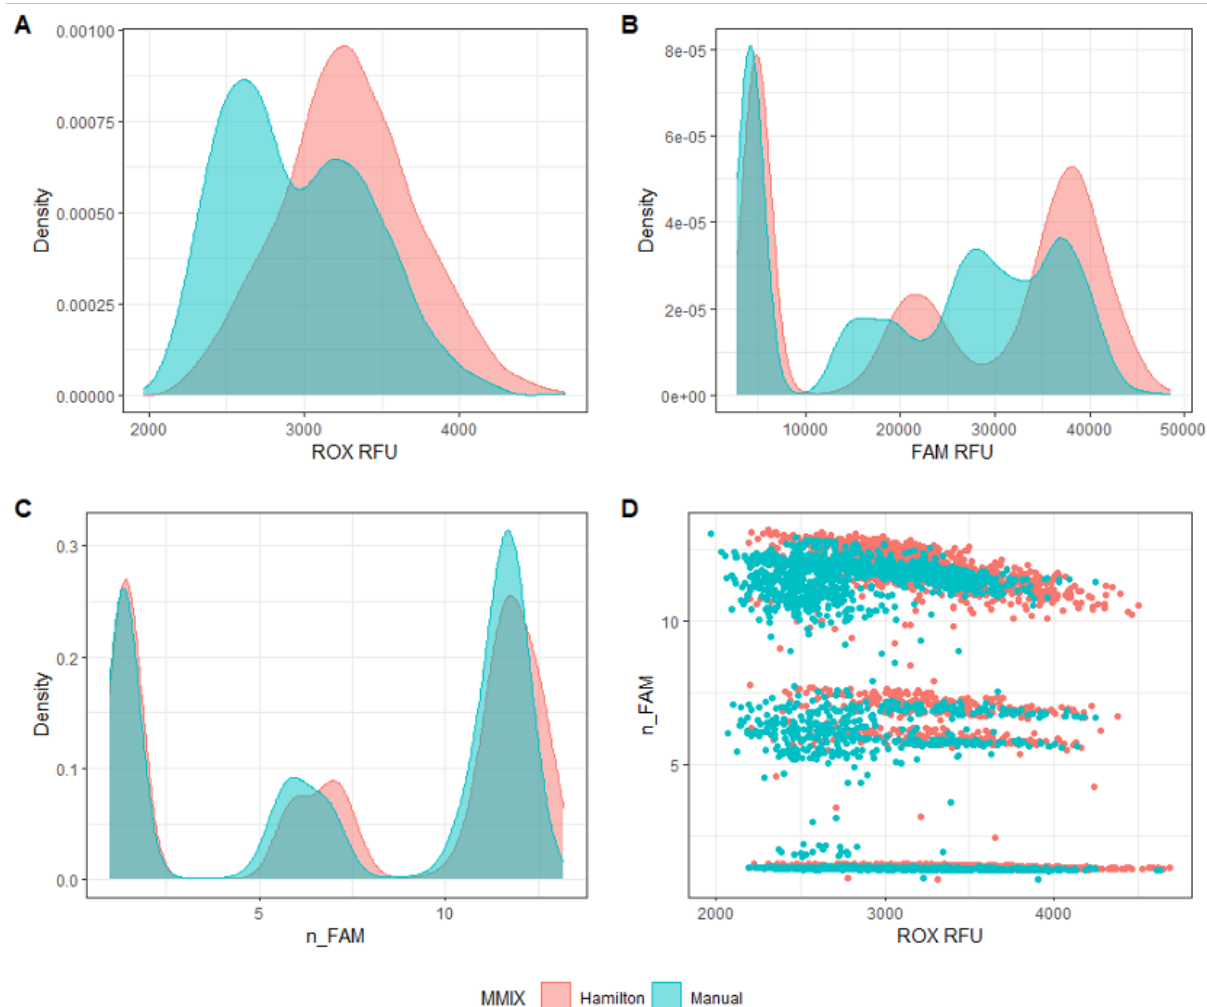 A
0.00100
0.00075
0.00050
0.00025
0.00000
Density
2000 3000 4000
ROX RFU
B
8e-05
6e-05
4e-05
2e-05
0e+00
Density
10000 20000 30000 40000 50000
FAM RFU
C
0.3
0.2
0.1
0.0
Density
5 10
n_FAM
D
10
5
n_FAM
2000 3000 4000
ROX RFU
MMIX Hamilton Manual